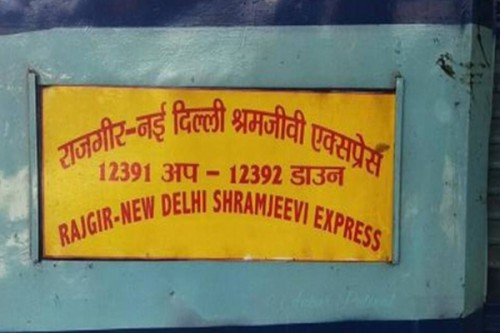 राजगीर-नई दिल्ली श्रमजीवी एक्सप्रेस
12391 अप - 12392 डाउन
RAJGIR-NEW DELHI SHRAMJEEVI EXPRESS